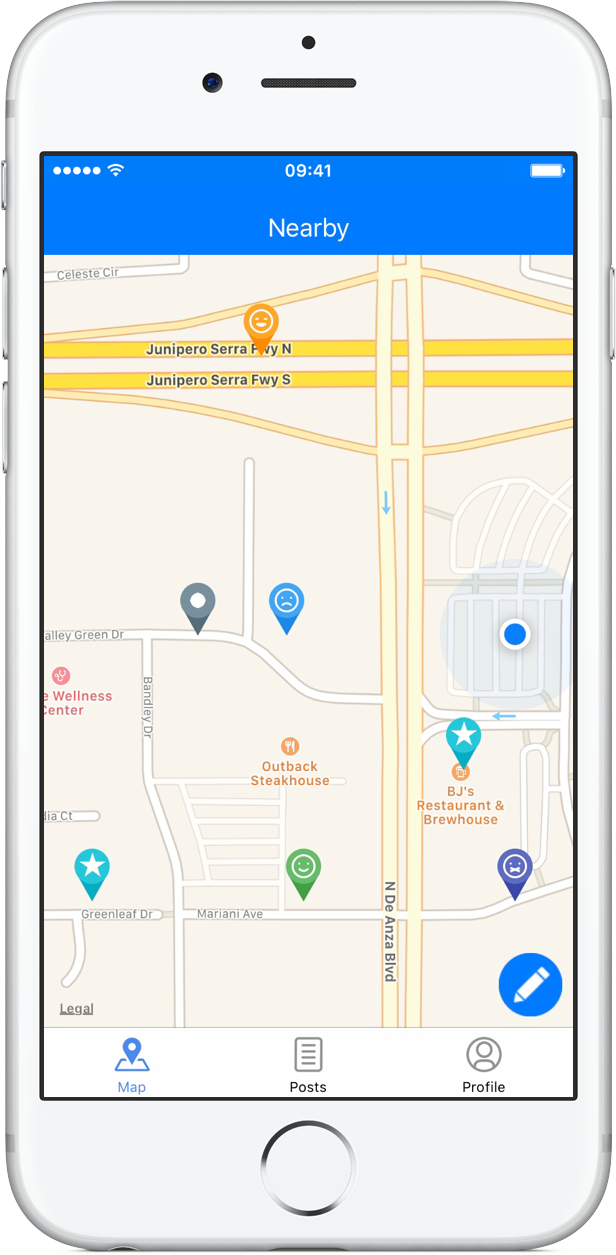 09:41
Nearby
Celeste Cir
Junipero Serra Fwy N
Junipero Serra Fwy S
alley Green Dr
Bandley Dr
e Wellness
Center
Outback
Steakhouse
BJ's
Restaurant &
Brewhouse
dia Ct
Greenleaf Dr
Mariani Ave
N De Anza Blvd
Legal
Map
Posts
Profile